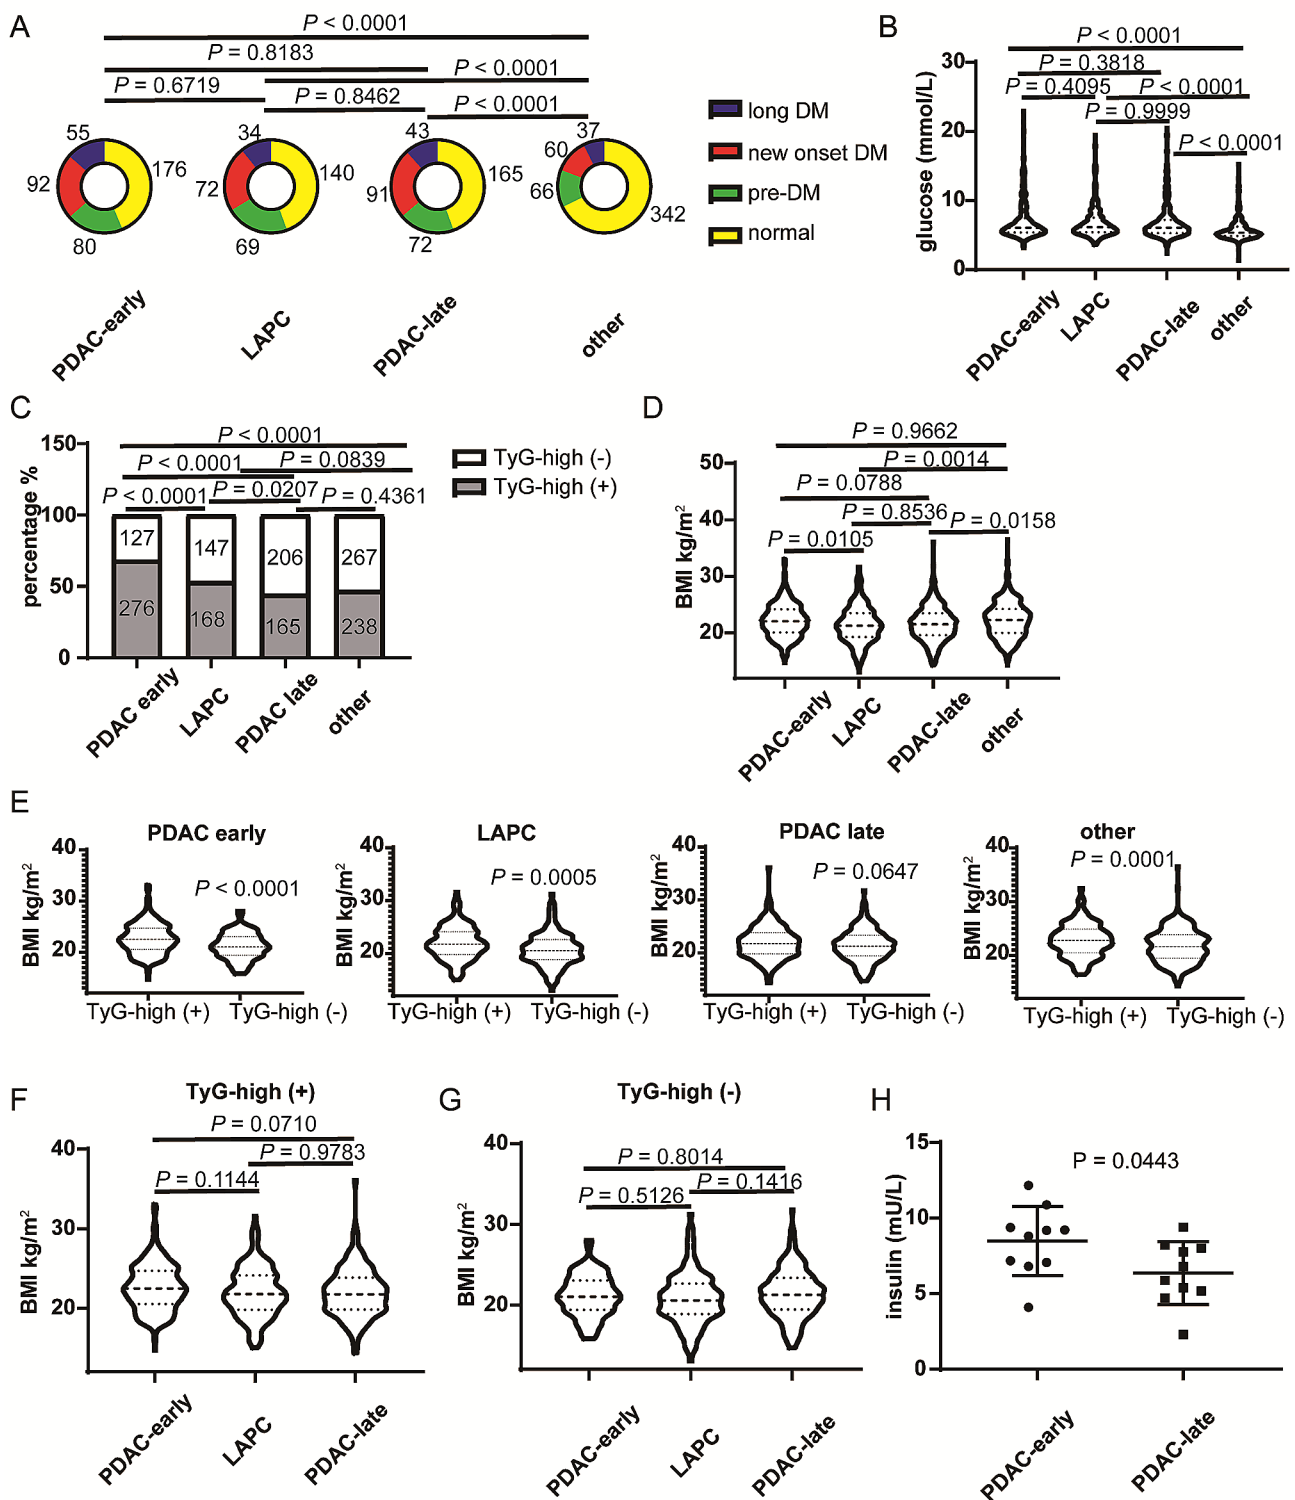 A
P < 0.0001
P = 0.8183
P < 0.0001
P = 0.6719
P = 0.8462
P < 0.0001
55
176
92
80
34
140
72
69
43
165
91
72
37
60
66
342
PDAC-early
LAPC
PDAC-late
other
long DM
new onset DM
pre-DM
normal
B
P < 0.0001
P = 0.3818
P = 0.4095
P < 0.0001
P = 0.9999
P < 0.0001
glucose (mmol/L)
30
20
10
0
PDAC-early
LAPC
PDAC-late
other
C
P < 0.0001
P < 0.0001
P = 0.0839
P < 0.0001
P = 0.0207
P = 0.4361
percentage %
150
100
50
0
127
147
206
267
276
168
165
238
PDAC early
LAPC
PDAC late
other
TyG-high (-)
TyG-high (+)
D
P = 0.9662
P = 0.0014
P = 0.0788
P = 0.8536
P = 0.0158
P = 0.0105
BMI kg/m²
50
40
30
20
PDAC-early
LAPC
PDAC-late
other
E
PDAC early
P < 0.0001
BMI kg/m²
40
30
20
TyG-high (+)
TyG-high (-)
LAPC
P = 0.0005
BMI kg/m²
40
30
20
TyG-high (+)
TyG-high (-)
PDAC late
P = 0.0647
BMI kg/m²
40
30
20
TyG-high (+)
TyG-high (-)
other
P = 0.0001
BMI kg/m²
40
30
20
TyG-high (+)
TyG-high (-)
F
TyG-high (+)
P = 0.0710
P = 0.9783
P = 0.1144
BMI kg/m²
40
30
20
PDAC-early
LAPC
PDAC-late
G
TyG-high (-)
P = 0.8014
P = 0.1416
P = 0.5126
BMI kg/m²
40
30
20
PDAC-early
LAPC
PDAC-late
H
P = 0.0443
insulin (mU/L)
15
10
5
0
PDAC-early
PDAC-late